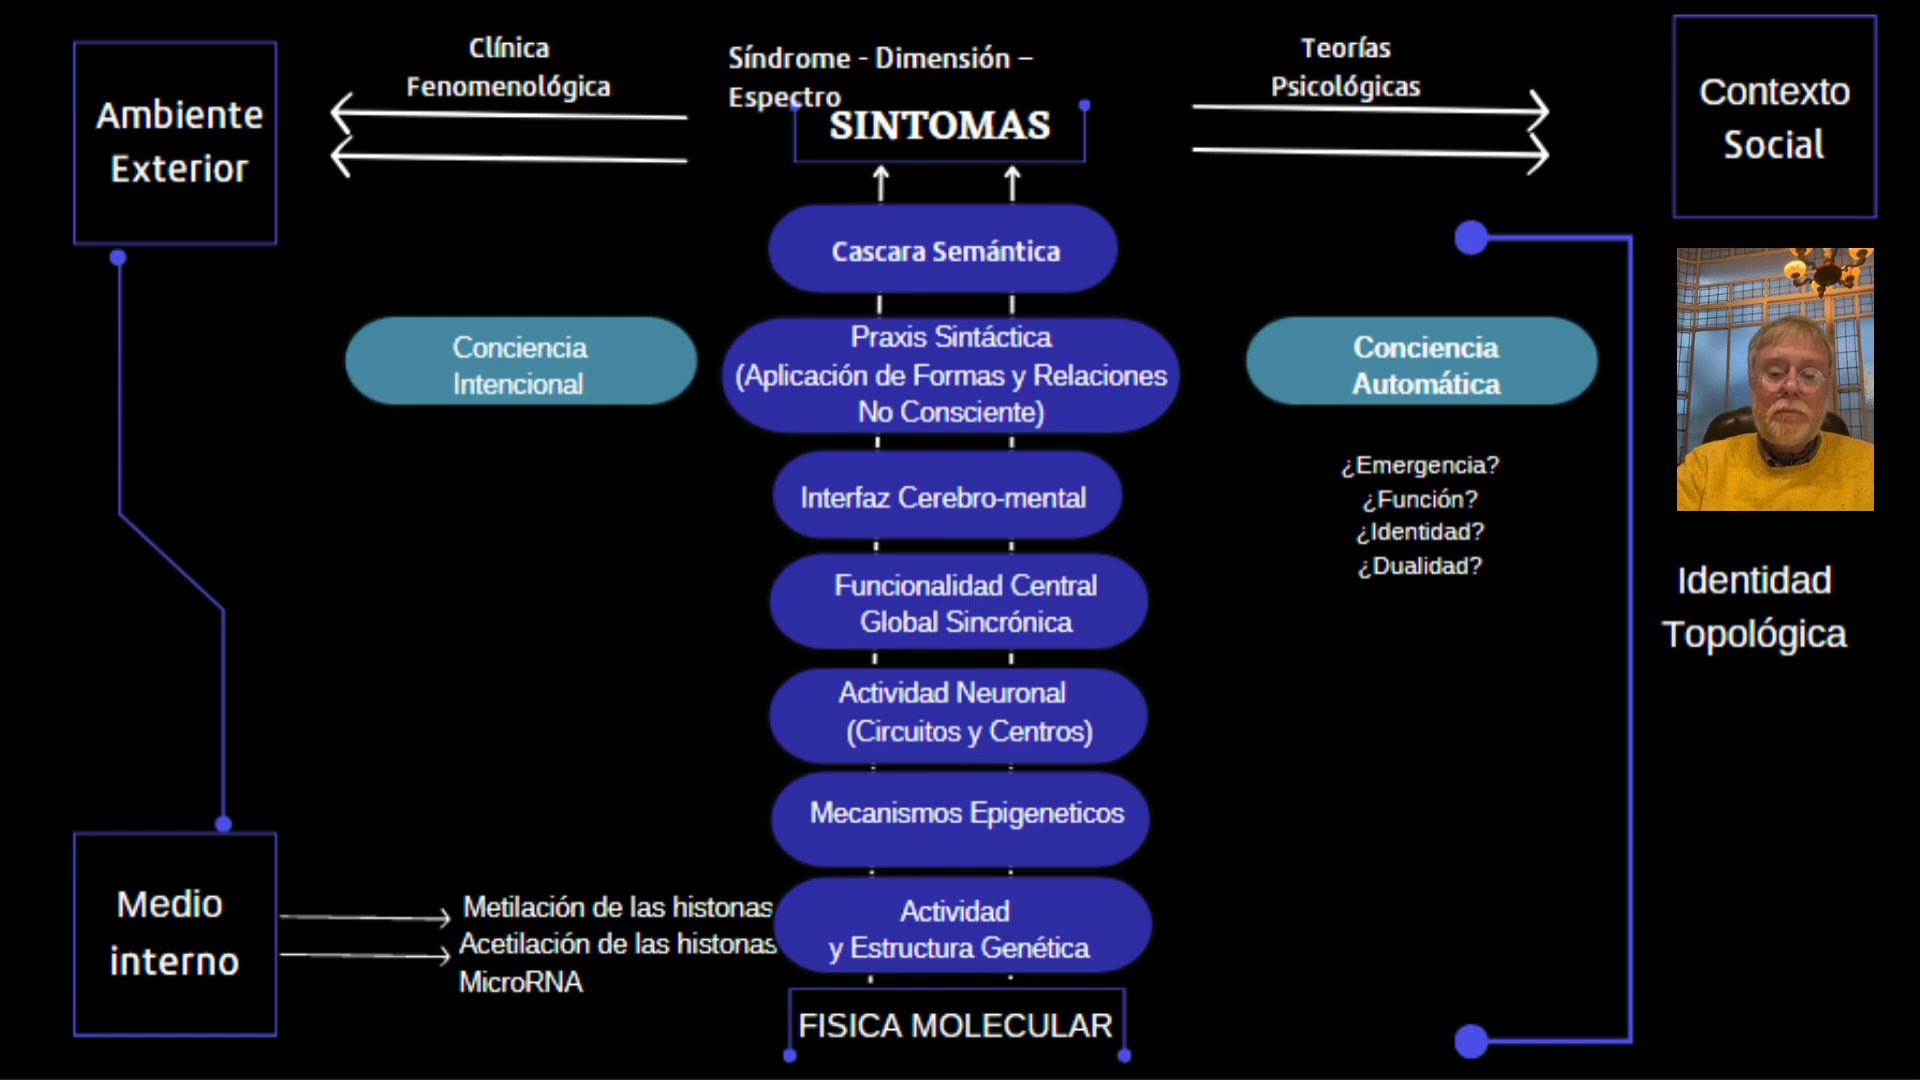 Clínica
Fenomenológica
Síndrome - Dimensión –
Espectro
SINTOMAS
Teorías
Psicológicas
Ambiente
Exterior
Contexto
Social
Cascara Semántica
Conciencia
Intencional
Praxis Sintáctica
(Aplicación de Formas y Relaciones
No Consciente)
Conciencia
Automática
Interfaz Cerebro-mental
¿Emergencia?
¿Función?
¿Identidad?
¿Dualidad?
Funcionalidad Central
Global Sincrónica
Identidad
Topológica
Actividad Neuronal
(Circuitos y Centros)
Mecanismos Epigeneticos
Medio
interno
Metilación de las histonas
Acetilación de las histonas
MicroRNA
Actividad
y Estructura Genética
FISICA MOLECULAR